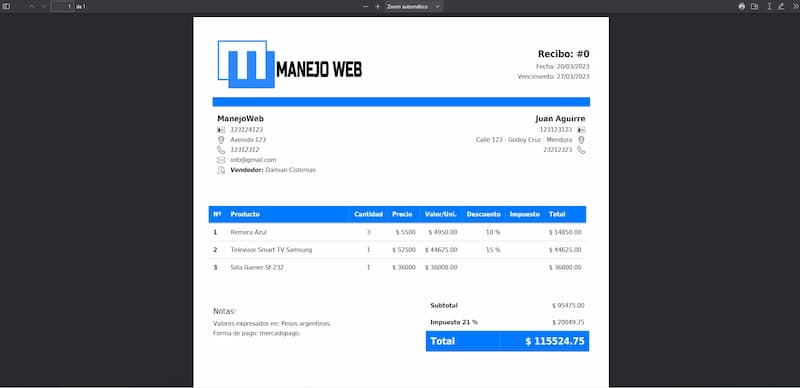 1 de 1
Zoom automático
MANEJO WEB
Recibo: #0
Fecha: 20/03/2023
Vencimiento: 27/03/2023
ManejoWeb
123124123
Avenida 123
12312312
info@gmail.com
Vendedor: Damian Cisternas
Juan Aguirre
123123123
Calle 123 - Godoy Cruz - Mendoza
23212323
Nº Producto Cantidad Precio Valor/Uni. Descuento Impuesto Total
1 Remera Azul 3 $ 5500 $ 4950.00 10 % $ 14850.00
2 Televisor Smart TV Samsung 1 $ 52500 $ 44625.00 15 % $ 44625.00
3 Silla Gamer Sf-232 1 $ 36000 $ 36000.00 $ 36000.00
Notas:
Valores expresados en: Pesos argentinos.
Forma de pago: mercadopago.
Subtotal $ 95475.00
Impuesto 21 % $ 20049.75
Total $ 115524.75